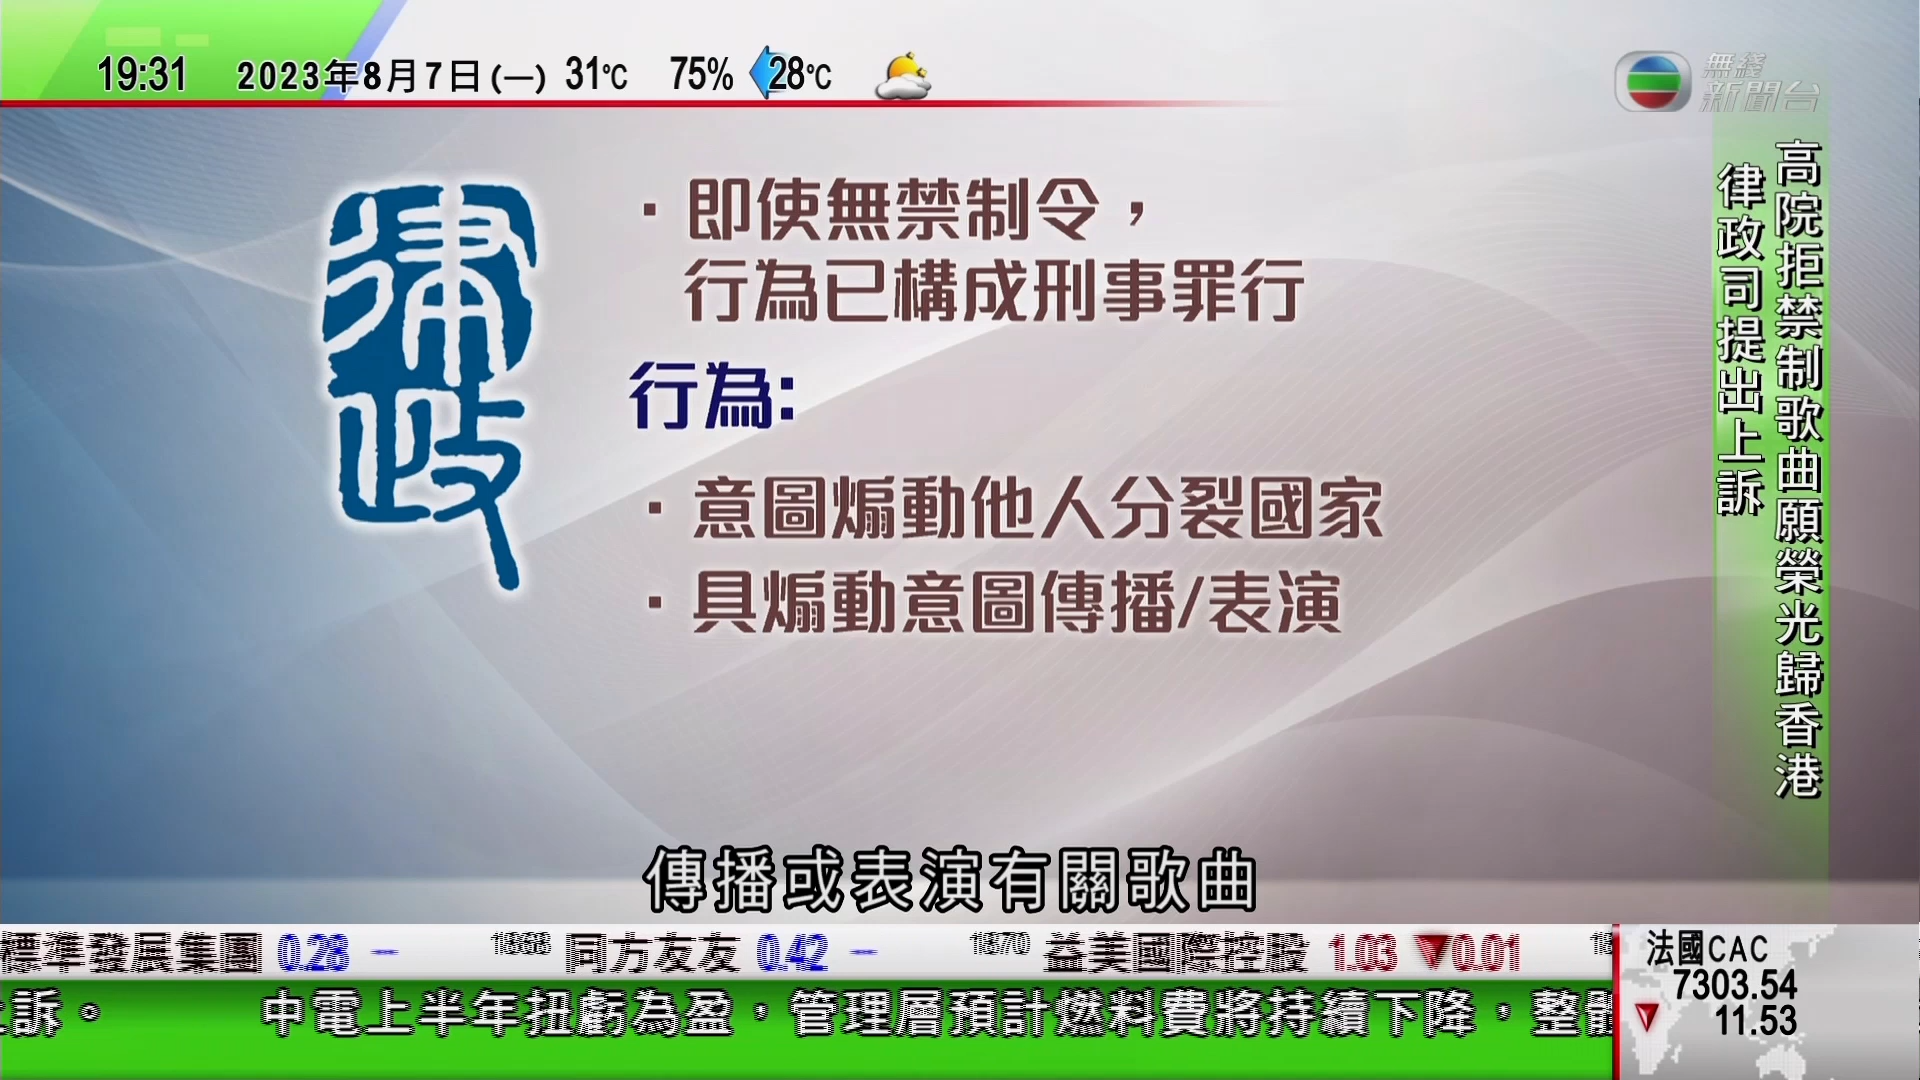 19:31 2023年8月7日(一) 31℃ 75% 28℃
無綫
新聞台
高院拒禁制歌曲願榮光歸香港
律政司提出上訴
律政
· 即使無禁制令，
行為已構成刑事罪行
行為:
· 意圖煽動他人分裂國家
· 具煽動意圖傳播/表演
傳播或表演有關歌曲
標準發展集團 0.28 -- 1868 同方友友 0.42 -- 1870 益美國際控股 1.03 ▼0.01
訴。 中電上半年扭虧為盈，管理層預計燃料費將持續下降，整體
法國CAC
7303.54
▼ 11.53